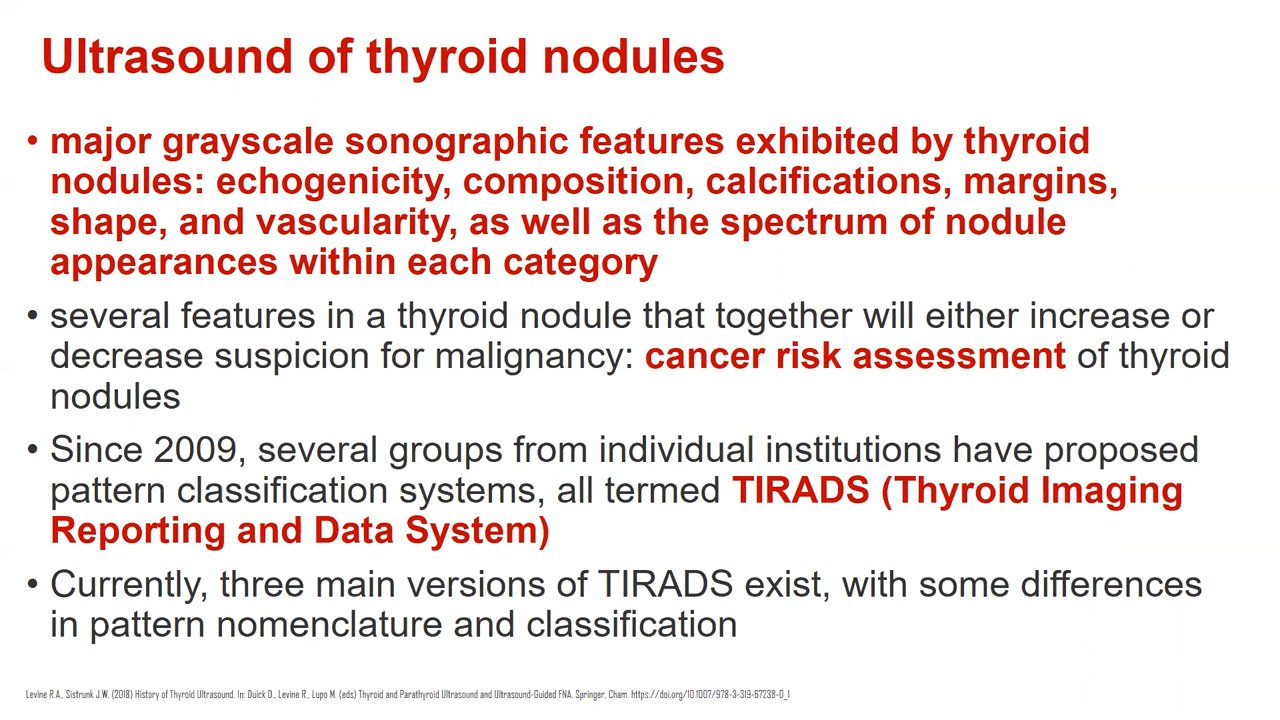 Ultrasound of thyroid nodules
• major grayscale sonographic features exhibited by thyroid
nodules: echogenicity, composition, calcifications, margins,
shape, and vascularity, as well as the spectrum of nodule
appearances within each category
• several features in a thyroid nodule that together will either increase or
decrease suspicion for malignancy: cancer risk assessment of thyroid
nodules
• Since 2009, several groups from individual institutions have proposed
pattern classification systems, all termed TIRADS (Thyroid Imaging
Reporting and Data System)
• Currently, three main versions of TIRADS exist, with some differences
in pattern nomenclature and classification
Levine R.A., Sistrunk J.W. (2018) History of Thyroid Ultrasound. In: Duick D., Levine R., Lupo M. (eds) Thyroid and Parathyroid Ultrasound and Ultrasound-Guided FNA. Springer, Cham. https://doi.org/10.1007/978-3-319-67238-0_1